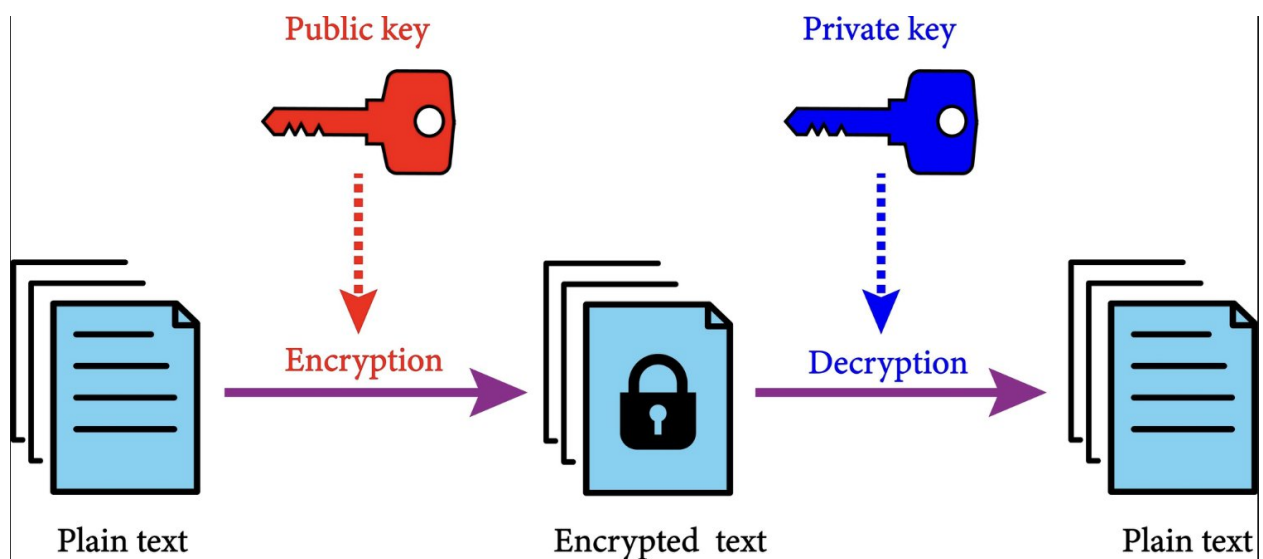 Public key
Private key
Encryption
Decryption
Plain text
Encrypted text
Plain text